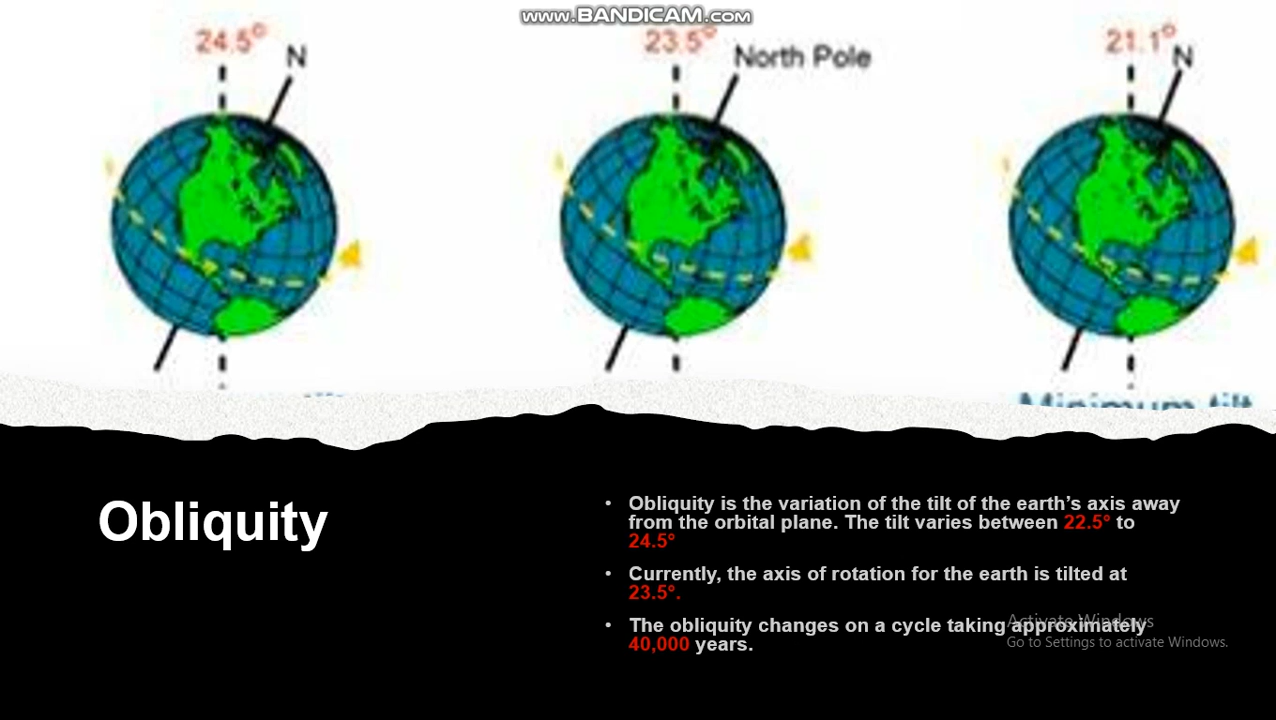 www.BANDICAM.com
24.5°
N
23.5°
North Pole
21.1°
N
Minimum tilt
Obliquity
• Obliquity is the variation of the tilt of the earth’s axis away
from the orbital plane. The tilt varies between 22.5° to
24.5°
• Currently, the axis of rotation for the earth is tilted at
23.5°.
• The obliquity changes on a cycle taking approximately
40,000 years.
Activate Windows
Go to Settings to activate Windows.